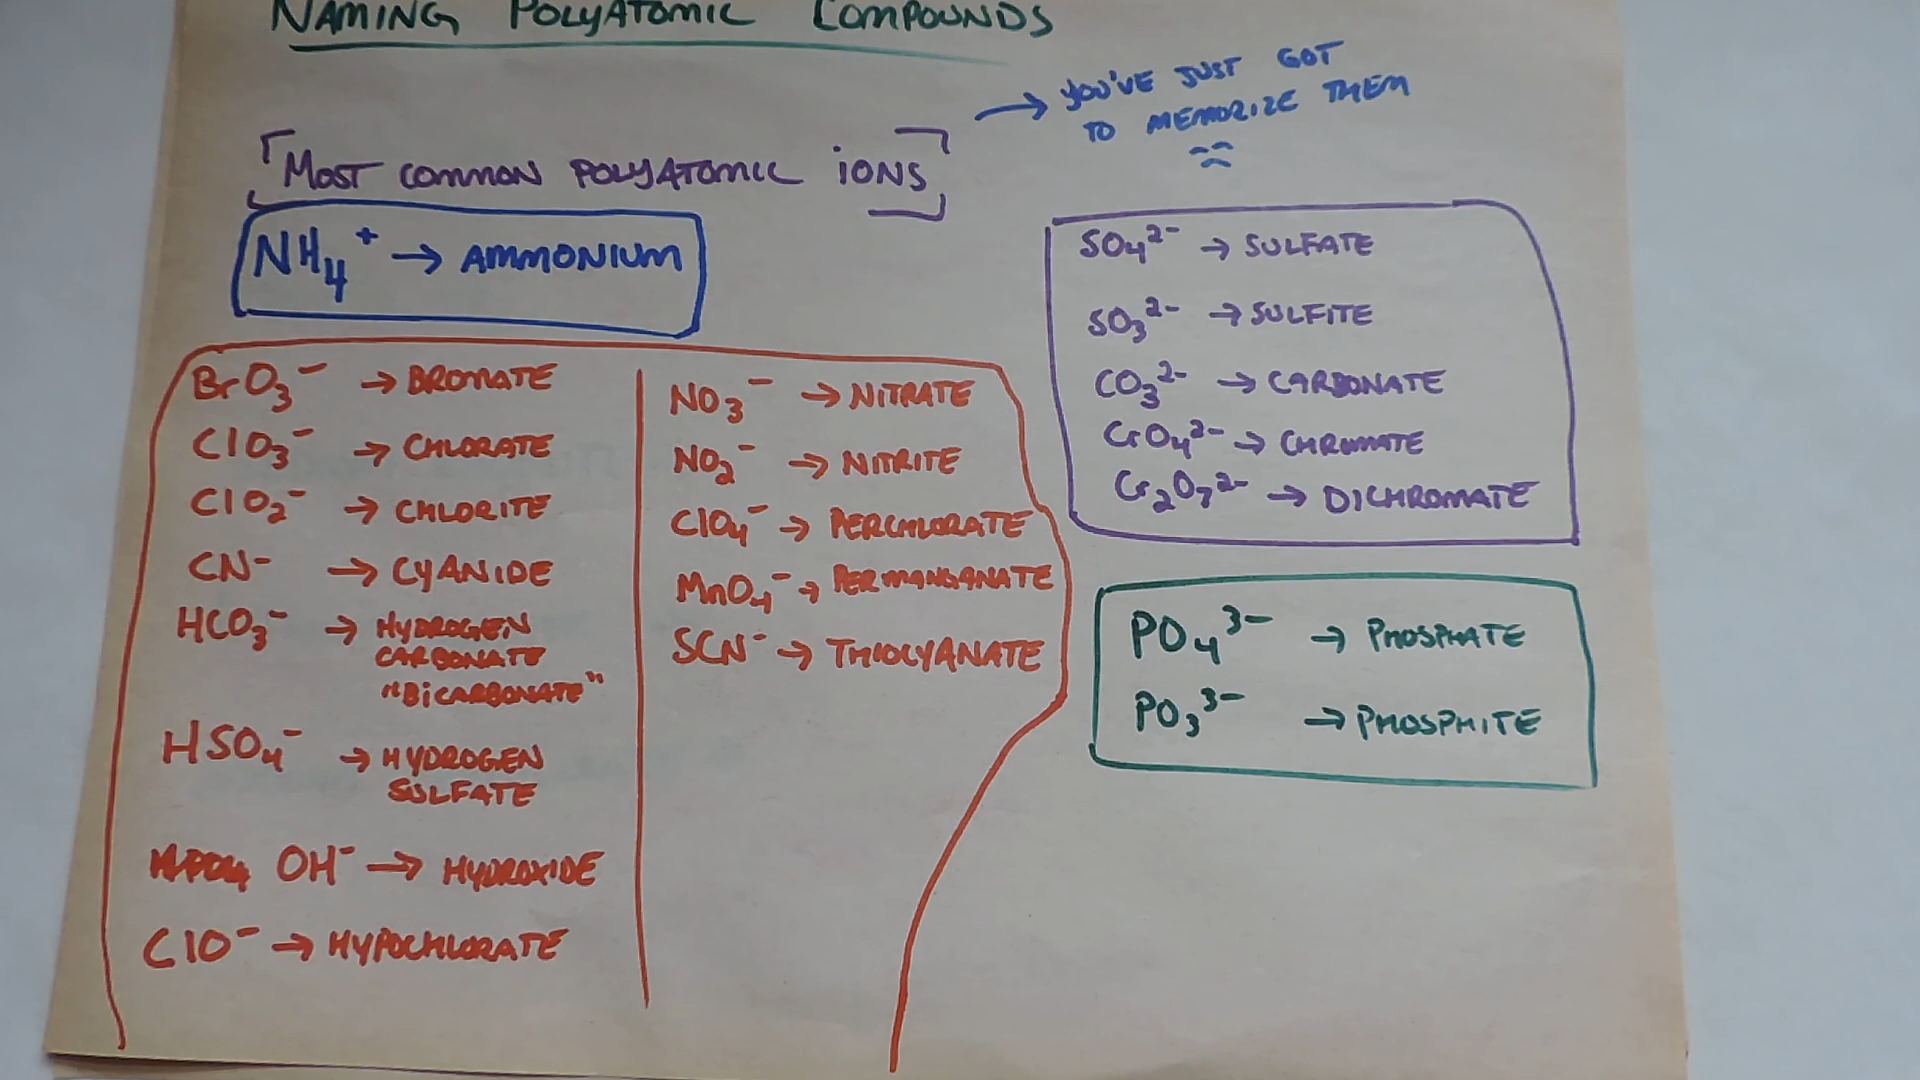 NAMING POLYATOMIC COMPOUNDS
→ YOU'VE JUST GOT
TO MEMORIZE THEM
MOST COMMON POLYATOMIC IONS
NH₄⁺ → AMMONIUM
BrO₃⁻ → BROMATE
ClO₃⁻ → CHLORATE
ClO₂⁻ → CHLORITE
CN⁻ → CYANIDE
HCO₃⁻ → HYDROGEN
CARBONATE
"BiCARBONATE"
HSO₄⁻ → HYDROGEN
SULFATE
OH⁻ → HYDROXIDE
ClO⁻ → HYPOCHLORATE
NO₃⁻ → NITRATE
NO₂⁻ → NITRITE
ClO₄⁻ → PERCHLORATE
MnO₄⁻ → PERMANGANATE
SCN⁻ → THIOCYANATE
SO₄²⁻ → SULFATE
SO₃²⁻ → SULFITE
CO₃²⁻ → CARBONATE
CrO₄²⁻ → CHROMATE
Cr₂O₇²⁻ → DICHROMATE
PO₄³⁻ → PHOSPHATE
PO₃³⁻ → PHOSPHITE